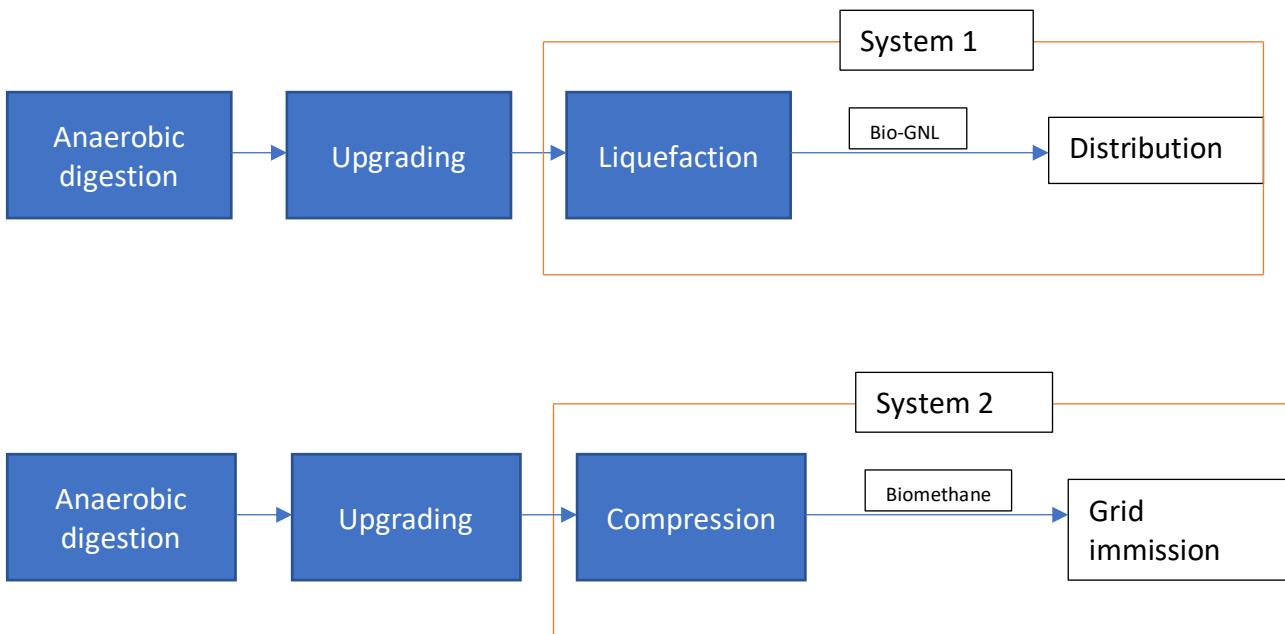 System 1
Anaerobic
digestion
Upgrading
Liquefaction
Bio-GNL
Distribution
System 2
Anaerobic
digestion
Upgrading
Compression
Biomethane
Grid
immission